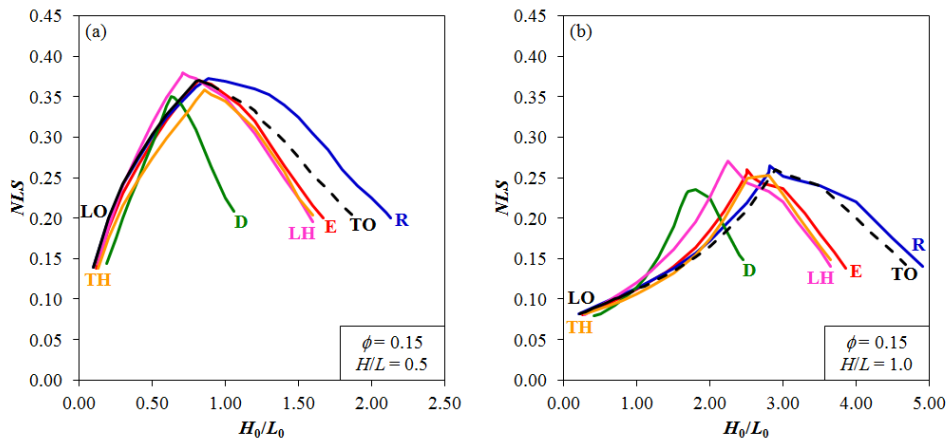 (a)
NLS
0.45
0.40
0.35
0.30
0.25
0.20
0.15
0.10
0.05
0.00
LO
TH
D
LH
E
TO
R
ϕ = 0.15
H/L = 0.5
0.00 0.50 1.00 1.50 2.00 2.50
H₀/L₀
(b)
NLS
0.45
0.40
0.35
0.30
0.25
0.20
0.15
0.10
0.05
0.00
LO
TH
D
LH
E
TO
R
ϕ = 0.15
H/L = 1.0
0.00 1.00 2.00 3.00 4.00 5.00
H₀/L₀